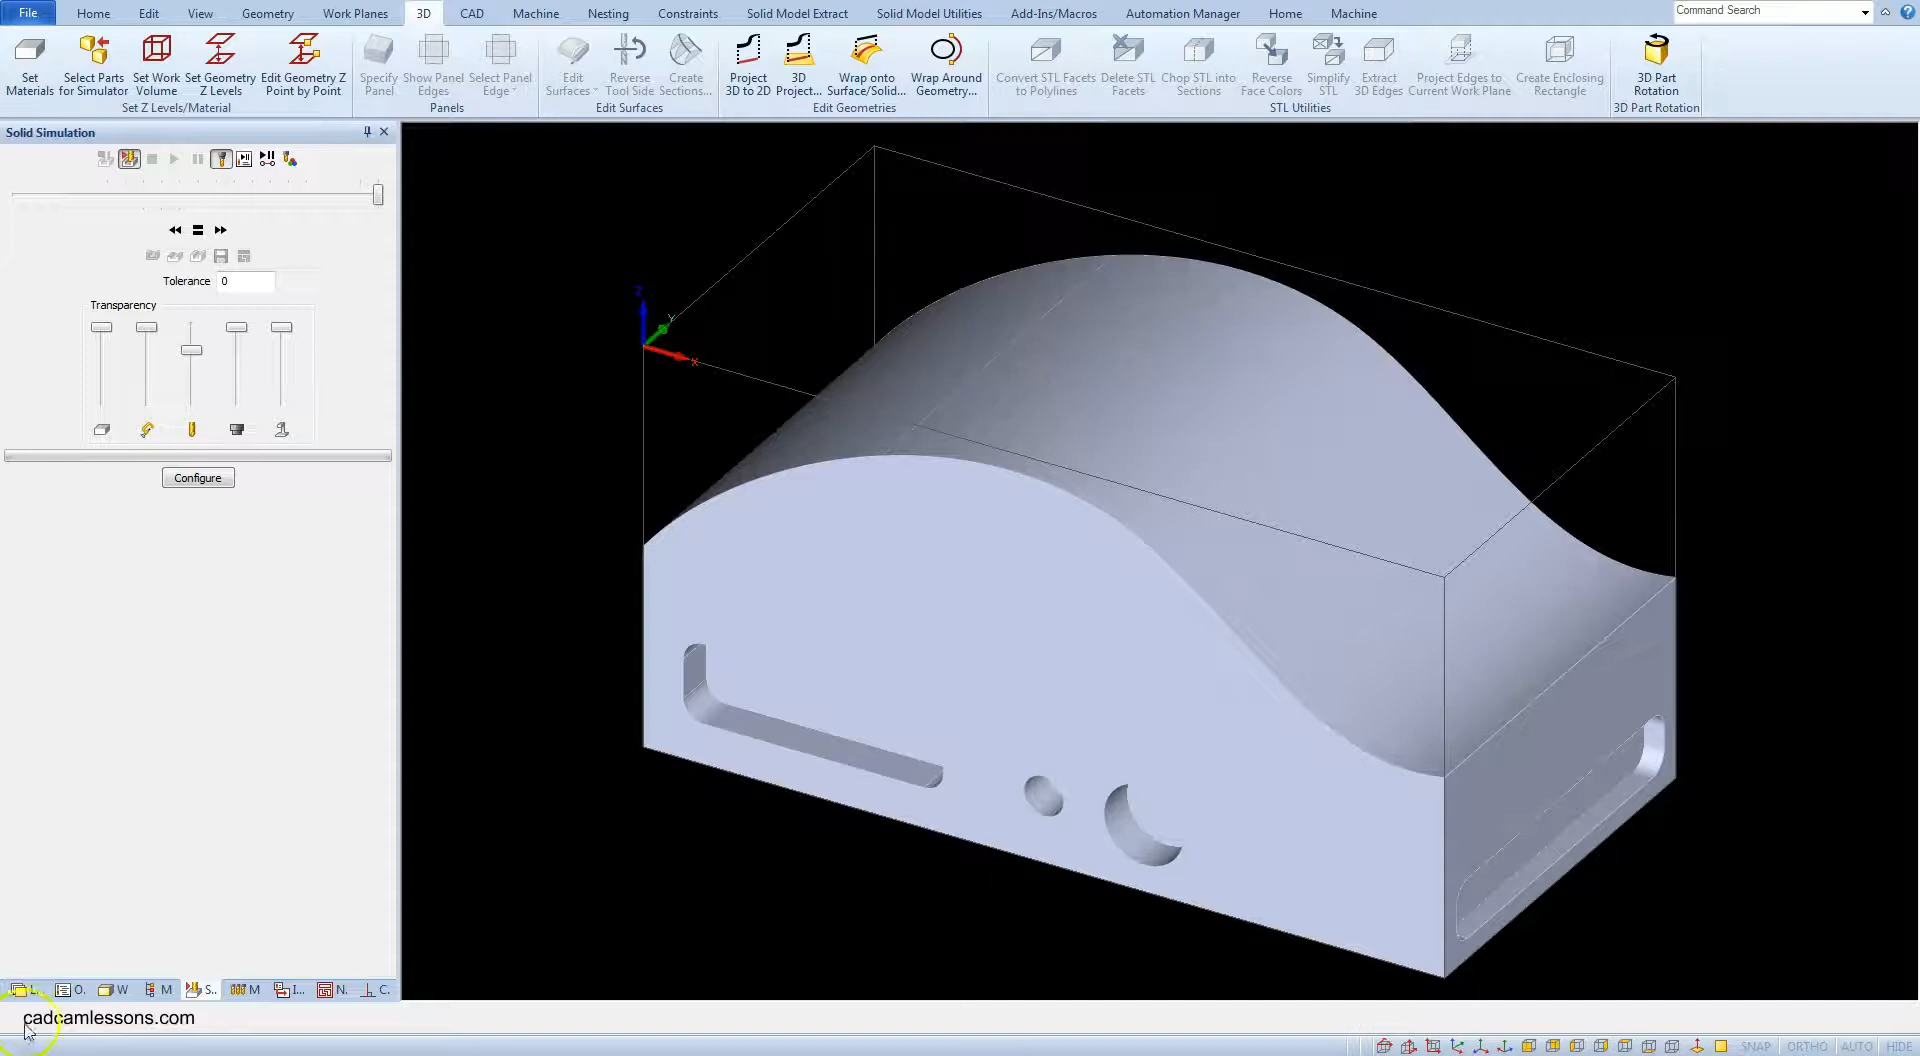 File Home Edit View Geometry Work Planes 3D CAD Machine Nesting Constraints Solid Model Extract Solid Model Utilities Add-Ins/Macros Automation Manager Home Machine Command Search
Set Materials
Select Parts for Simulator
Set Work Volume
Set Geometry Z Levels
Edit Geometry Z Point by Point
Specify Panel
Show Panel Edges
Select Panel Edge
Edit Surfaces
Reverse Tool Side
Create Sections...
Project 3D to 2D
3D Project...
Wrap onto Surface/Solid...
Wrap Around Geometry...
Convert STL Facets to Polylines
Delete STL Facets
Chop STL into Sections
Reverse Face Colors
Simplify STL
Extract 3D Edges
Project Edges to Current Work Plane
Create Enclosing Rectangle
3D Part Rotation
Set Z Levels/Material Panels Edit Surfaces Edit Geometries STL Utilities 3D Part Rotation
Solid Simulation
Tolerance 0
Transparency
Configure
Z
Y
X
L. O. W M S.. M I... N. C.
cadcamlessons.com
SNAP ORTHO AUTO HIDE